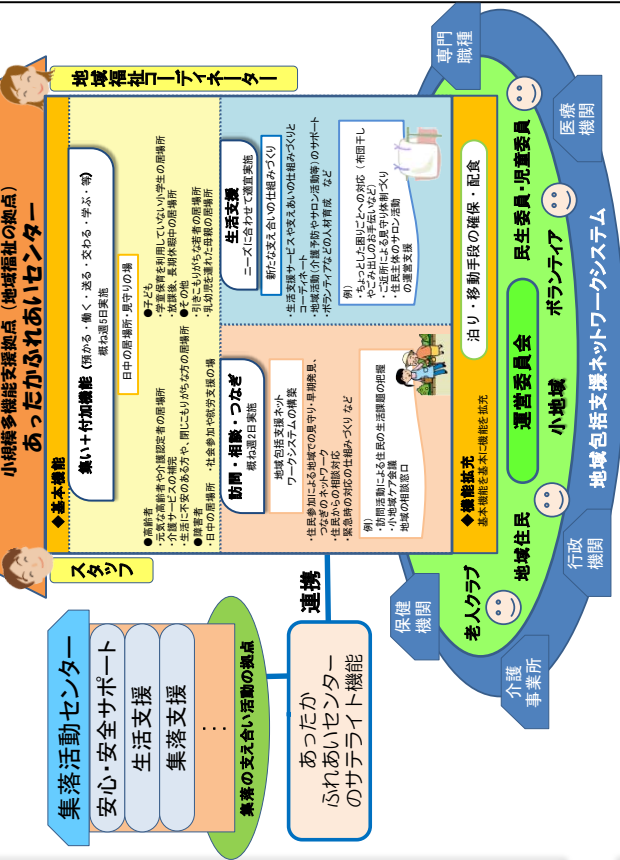 小規模多機能支援拠点（地域福祉の拠点）
あったかふれあいセンター
スタッフ
地域福祉コーディネーター
◆基本機能
集い＋付加機能（預かる・働く・送る・交わる・学ぶ・等）
概ね週５日実施
日中の居場所・見守りの場
●高齢者
・元気な高齢者や介護認定者の居場所
・介護サービスの補完
・生活に不安のある方や、閉じこもりがちな方の居場所
●障害者
・日中の居場所　・社会参加や就労支援の場
●子ども
・学童保育を利用していない小学生の居場所
・放課後、長期休暇中の居場所
●その他
・引きこもりがちな若者の居場所
・乳幼児を連れた母親の居場所
訪問・相談・つなぎ
概ね週２日実施
地域包括支援ネット
ワークシステムの構築
・住民参加による地域での見守り・早期発見、
つなぎのネットワーク
・住民からの相談対応
・緊急時の対応の仕組みづくり など
例）
・訪問活動による住民の生活課題の把握
・小地域ケア会議
地域の相談窓口
生活支援
ニーズに合わせて適宜実施
新たな支え合いの仕組みづくり
・生活支援サービスや支えあいの仕組みづくりと
コーディネート
・地域活動（介護予防やサロン活動等）のサポート
・ボランティアなどの人材育成　など
例）
・ちょっとした困りごとへの対応（布団干し
やごみ出しのお手伝いなど）
・ご近所による見守り体制づくり
・住民主体のサロン活動
の運営支援
◆機能拡充
基本機能を基本に機能を拡充
泊り・移動手段の確保・配食
集落活動センター
安心・安全サポート
生活支援
集落支援
：
集落の支え合い活動の拠点
連携
あったか
ふれあいセンター
のサテライト機能
運営委員会
小地域
老人クラブ
地域住民
ボランティア
民生委員・児童委員
地域包括支援ネットワークシステム
保健
機関
介護
事業所
行政
機関
医療
機関
専門
職種